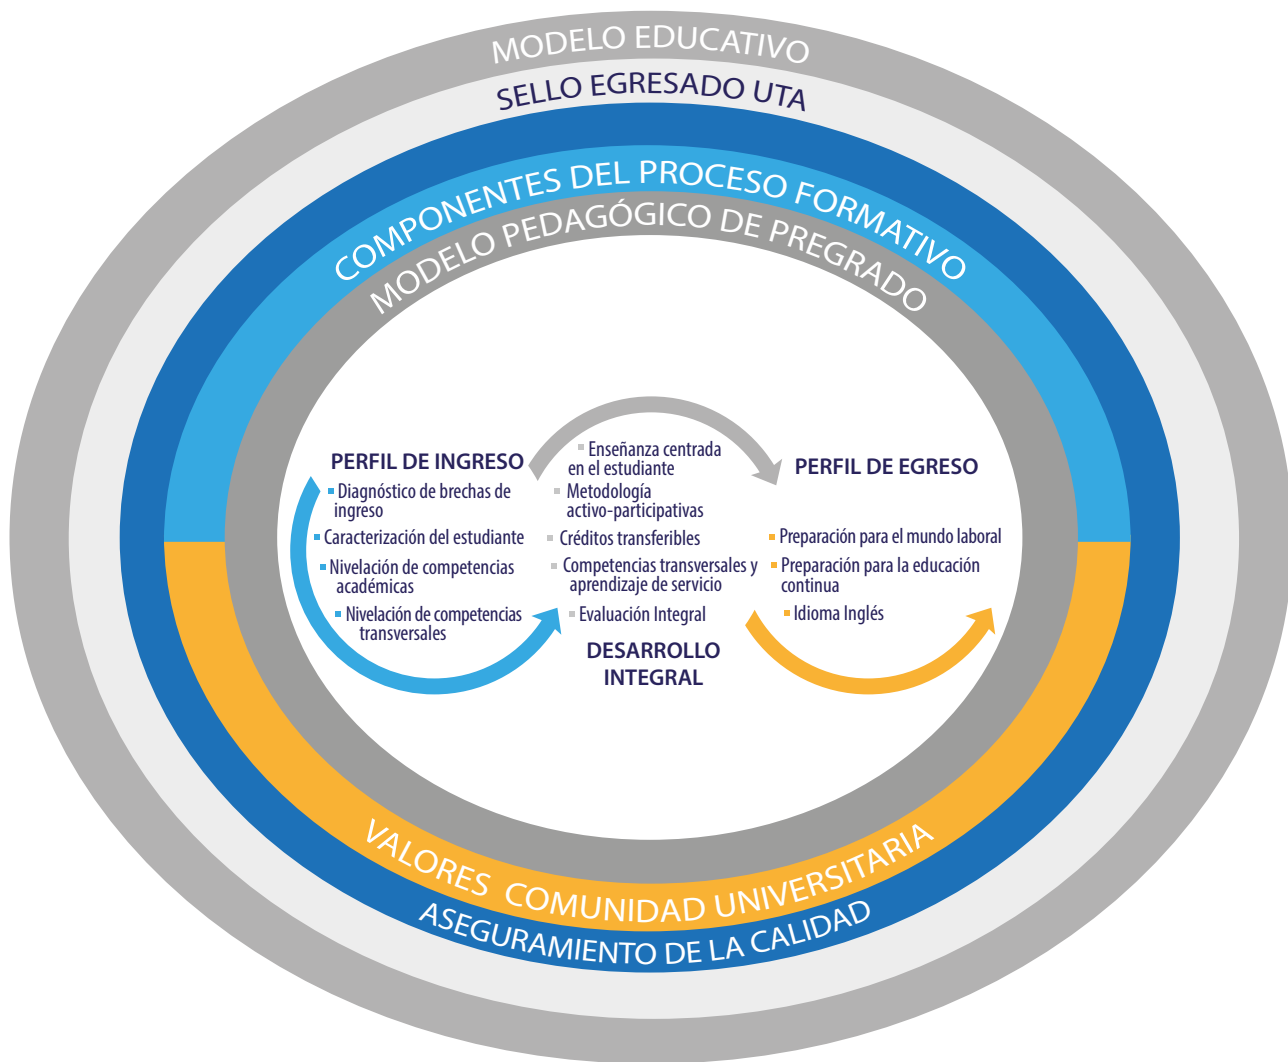 MODELO EDUCATIVO
SELLO EGRESADO UTA
COMPONENTES DEL PROCESO FORMATIVO
MODELO PEDAGÓGICO DE PREGRADO
PERFIL DE INGRESO
Diagnóstico de brechas de
ingreso
Caracterización del estudiante
Nivelación de competencias
académicas
Nivelación de competencias
transversales
Enseñanza centrada
en el estudiante
Metodología
activo-participativas
Créditos transferibles
Competencias transversales y
aprendizaje de servicio
Evaluación Integral
DESARROLLO
INTEGRAL
PERFIL DE EGRESO
Preparación para el mundo laboral
Preparación para la educación
continua
Idioma Inglés
VALORES COMUNIDAD UNIVERSITARIA
ASEGURAMIENTO DE LA CALIDAD